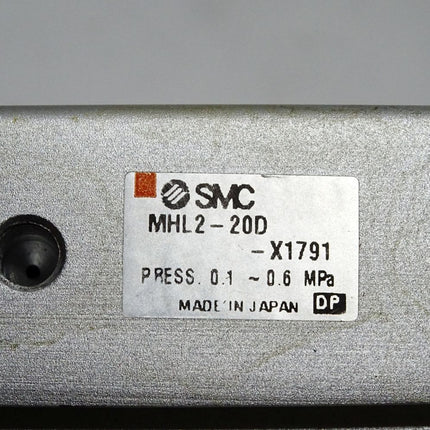 SMC
MHL2-20D
-X1791
PRESS. 0.1 ~0.6 MPa
MADE IN JAPAN DP